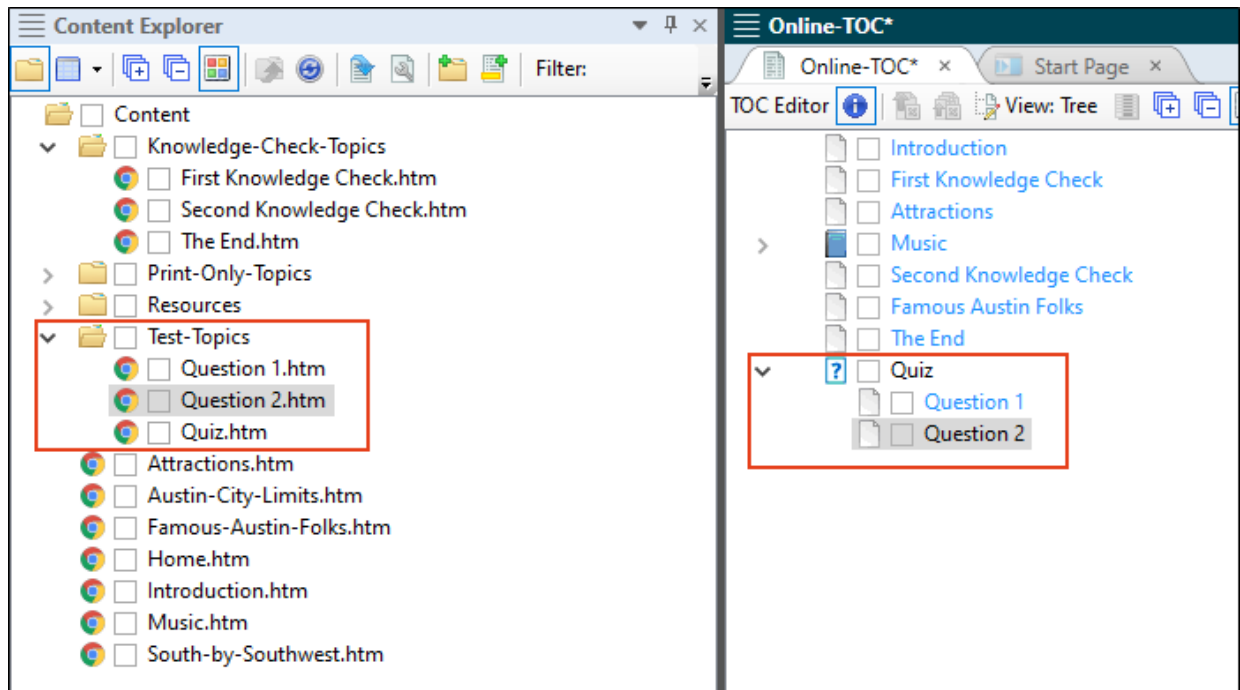 Content Explorer
Filter:
Content
Knowledge-Check-Topics
First Knowledge Check.htm
Second Knowledge Check.htm
The End.htm
Print-Only-Topics
Resources
Test-Topics
Question 1.htm
Question 2.htm
Quiz.htm
Attractions.htm
Austin-City-Limits.htm
Famous-Austin-Folks.htm
Home.htm
Introduction.htm
Music.htm
South-by-Southwest.htm
Online-TOC*
Online-TOC* Start Page
TOC Editor View: Tree
Introduction
First Knowledge Check
Attractions
Music
Second Knowledge Check
Famous Austin Folks
The End
Quiz
Question 1
Question 2